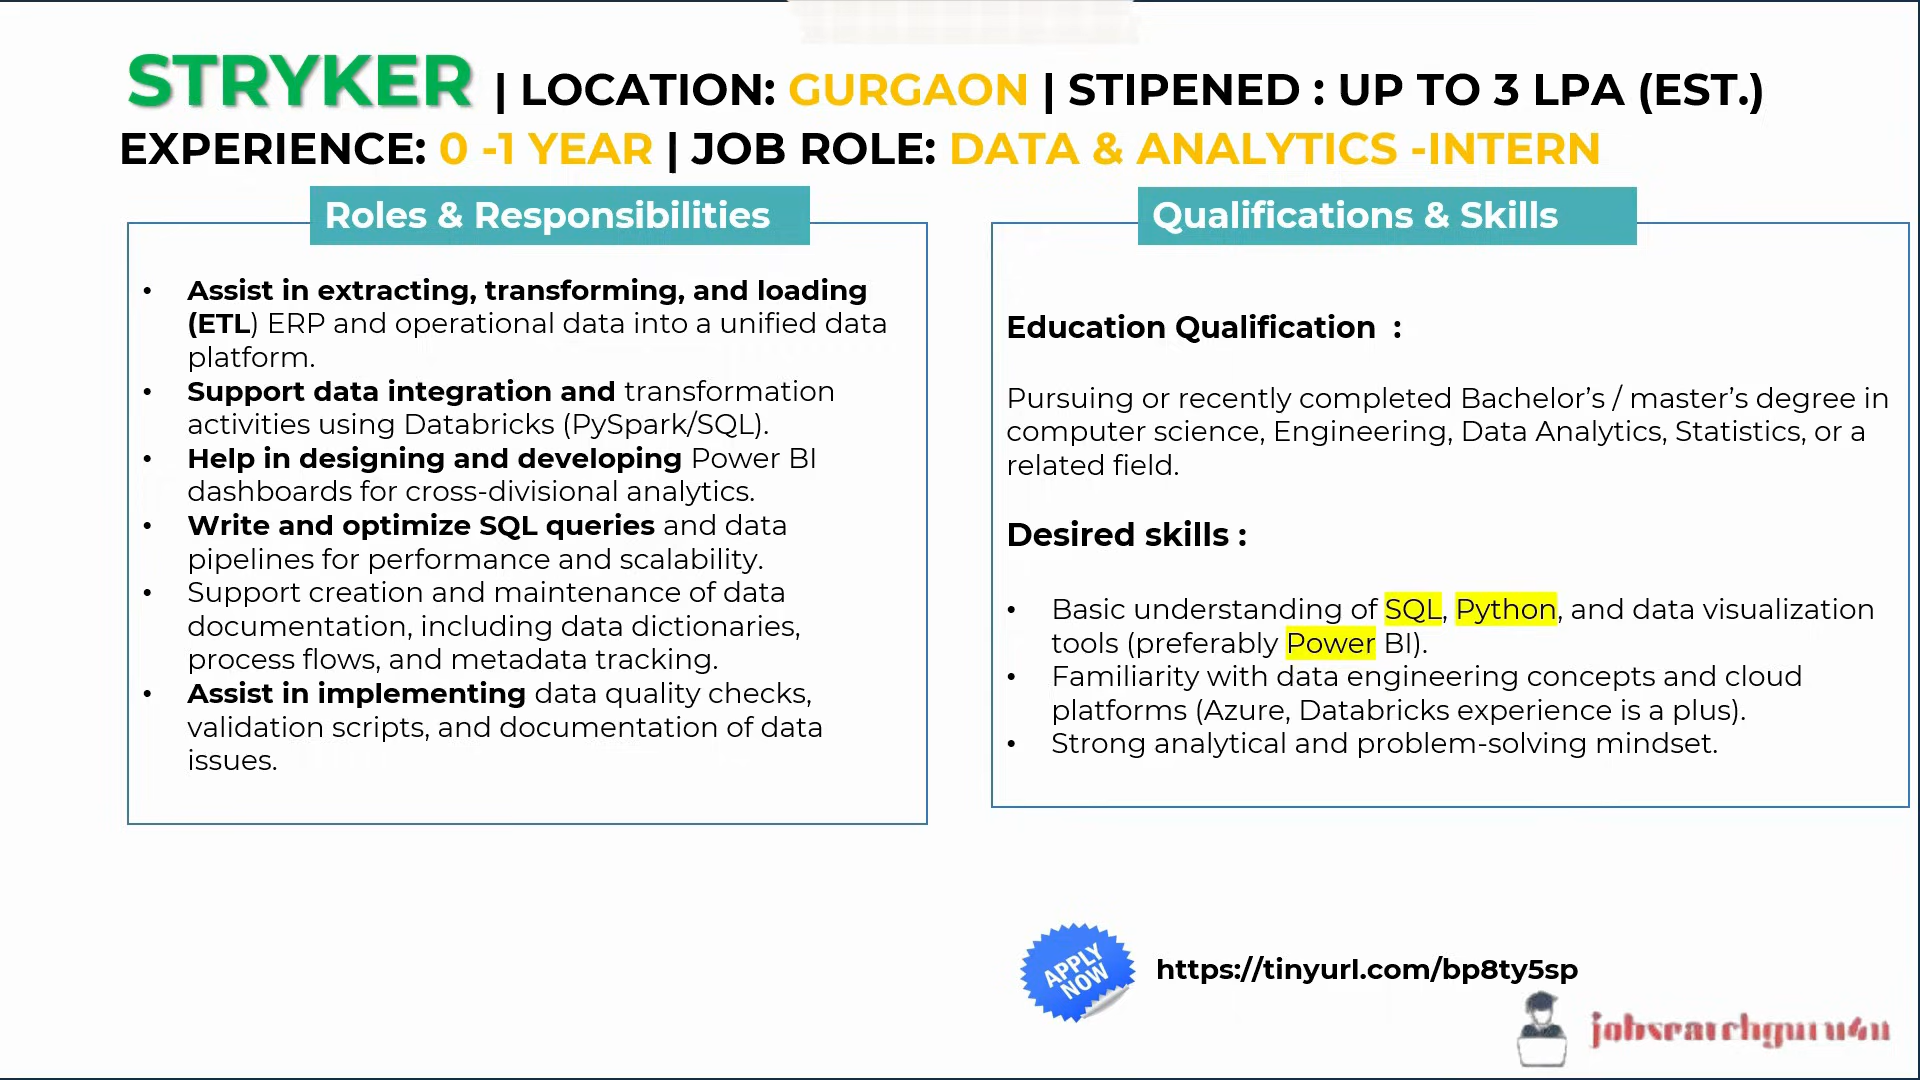 STRYKER | LOCATION: GURGAON | STIPENED : UP TO 3 LPA (EST.)
EXPERIENCE: 0 -1 YEAR | JOB ROLE: DATA & ANALYTICS -INTERN
Roles & Responsibilities
• Assist in extracting, transforming, and loading
(ETL) ERP and operational data into a unified data
platform.
• Support data integration and transformation
activities using Databricks (PySpark/SQL).
• Help in designing and developing Power BI
dashboards for cross-divisional analytics.
• Write and optimize SQL queries and data
pipelines for performance and scalability.
• Support creation and maintenance of data
documentation, including data dictionaries,
process flows, and metadata tracking.
• Assist in implementing data quality checks,
validation scripts, and documentation of data
issues.
Qualifications & Skills
Education Qualification :
Pursuing or recently completed Bachelor’s / master’s degree in
computer science, Engineering, Data Analytics, Statistics, or a
related field.
Desired skills :
• Basic understanding of SQL, Python, and data visualization
tools (preferably Power BI).
• Familiarity with data engineering concepts and cloud
platforms (Azure, Databricks experience is a plus).
• Strong analytical and problem-solving mindset.
APPLY
NOW
https://tinyurl.com/bp8ty5sp
jobsearchguru4u